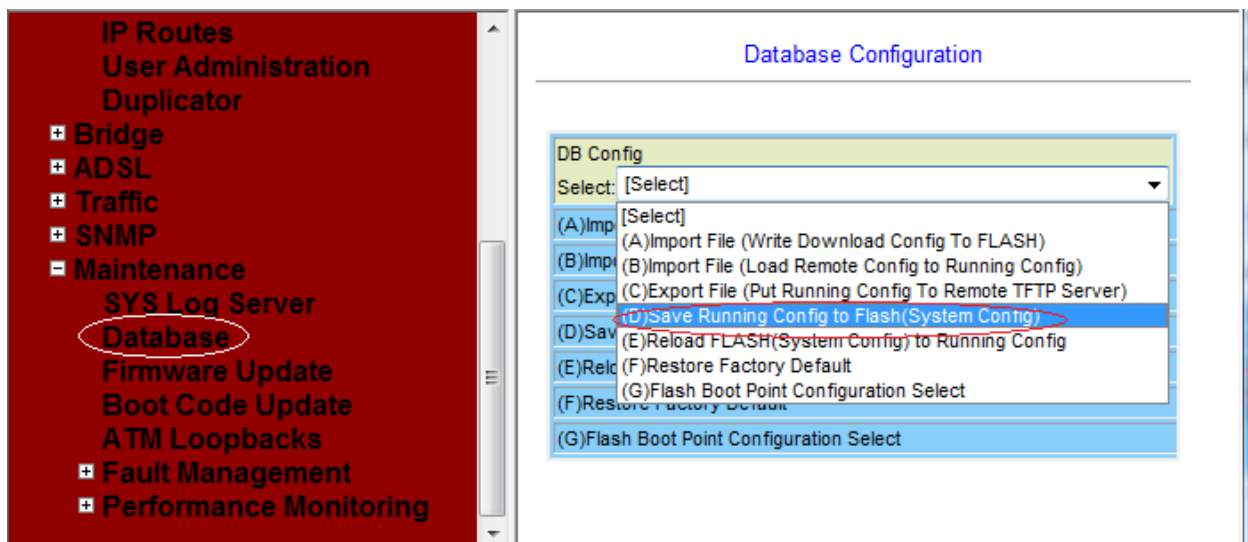 IP Routes
User Administration
Duplicator
Bridge
ADSL
Traffic
SNMP
Maintenance
SYS Log Server
Database
Firmware Update
Boot Code Update
ATM Loopbacks
Fault Management
Performance Monitoring
Database Configuration
DB Config
Select: [Select]
[Select]
(A)Import File (Write Download Config To FLASH)
(B)Import File (Load Remote Config to Running Config)
(C)Export File (Put Running Config To Remote TFTP Server)
(D)Save Running Config to Flash(System Config)
(E)Reload FLASH(System Config) to Running Config
(F)Restore Factory Default
(G)Flash Boot Point Configuration Select
(A)Imp
(B)Impo
(C)Exp
(D)Sav
(E)Relo
(F)Restore Factory Default
(G)Flash Boot Point Configuration Select